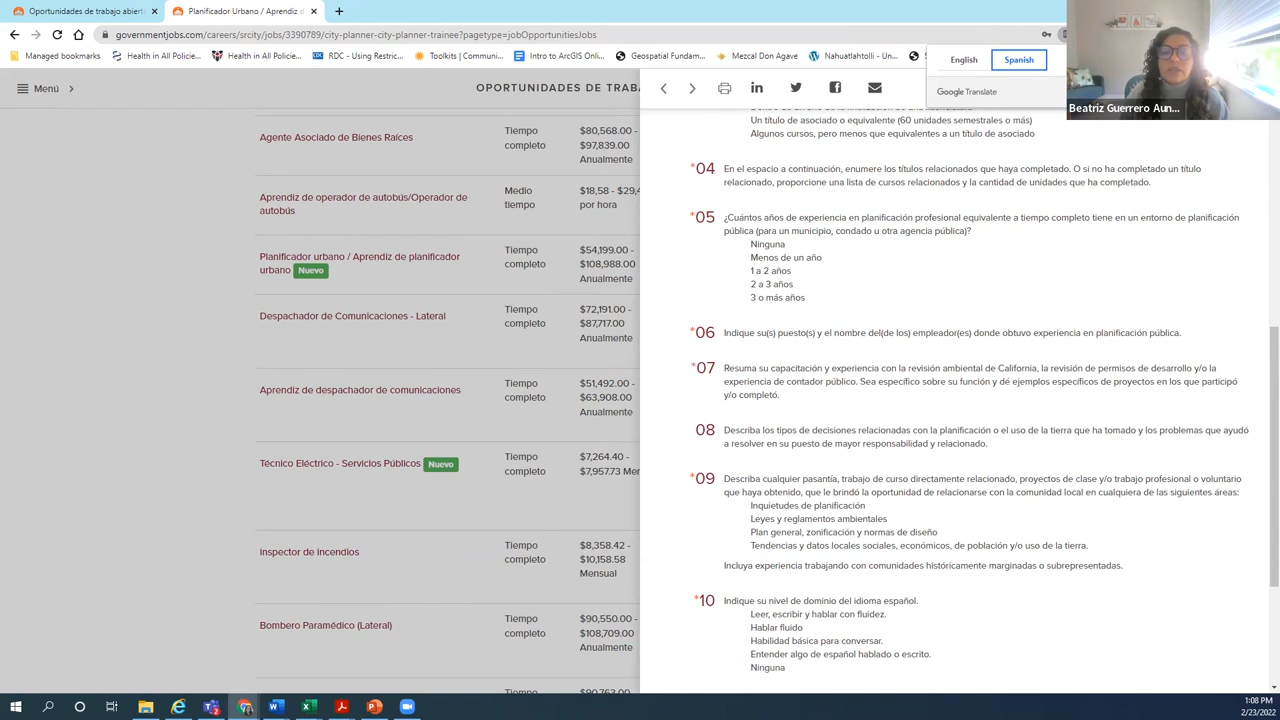 Oportunidades de trabajo abiert
Planificador Urbano/ Aprendiz d
governmentjobs.com/careers/srcity/jobs/3390789/city-planner-city-planner-trainee?pagetype=jobOpportunitiesJobs
Managed bookmarks
Health in All Policie...
Health in All Policie...
RDC - Using Restric...
Toolkits | Communit...
Intro to ArcGIS Onli...
Geospatial Fundam...
Mezcal Don Agave
Nahuatlahtolli - Ope...
English
Spanish
Google Translate
Beatriz Guerrero Aun...
Menú
OPORTUNIDADES DE TRABA
Agente Asociado de Bienes Raíces
Tiempo completo
$80,568.00 - $97,839.00 Anualmente
Aprendiz de operador de autobús/Operador de autobús
Medio tiempo
$18,58 - $29,4
por hora
Planificador urbano / Aprendiz de planificador urbano Nuevo
Tiempo completo
$54,199.00 - $108,988.00 Anualmente
Despachador de Comunicaciones - Lateral
Tiempo completo
$72,191.00 - $87,717.00 Anualmente
Aprendiz de despachador de comunicaciones
Tiempo completo
$51,492.00 - $63,908.00 Anualmente
Técnico Eléctrico - Servicios Públicos Nuevo
Tiempo completo
$7,264.40 - $7,957.73 Men
inspector de incendios
Tiempo completo
$8,358.42 - $10,158.58 Mensual
Bombero Paramédico (Lateral)
Tiempo completo
$90,550.00 - $108,709.00 Anualmente
Tiempo
$90,763.00
Un título de asociado o equivalente (60 unidades semestrales o más)
Algunos cursos, pero menos que equivalentes a un título de asociado
*04 En el espacio a continuación, enumere los títulos relacionados que haya completado. O si no ha completado un título
relacionado, proporcione una lista de cursos relacionados y la cantidad de unidades que ha completado.
*05 ¿Cuántos años de experiencia en planificación profesional equivalente a tiempo completo tiene en un entorno de planificación
pública (para un municipio, condado u otra agencia pública)?
Ninguna
Menos de un año
1 a 2 años
2 a 3 años
3 o más años
*06 Indique su(s) puesto(s) y el nombre del(de los) empleador(es) donde obtuvo experiencia en planificación pública.
*07 Resuma su capacitación y experiencia con la revisión ambiental de California, la revisión de permisos de desarrollo y/o la
experiencia de contador público. Sea específico sobre su función y dé ejemplos específicos de proyectos en los que participó
y/o completó.
08 Describa los tipos de decisiones relacionadas con la planificación o el uso de la tierra que ha tomado y los problemas que ayudó
a resolver en su puesto de mayor responsabilidad y relacionado.
*09 Describa cualquier pasantía, trabajo de curso directamente relacionado, proyectos de clase y/o trabajo profesional o voluntario
que haya obtenido, que le brindó la oportunidad de relacionarse con la comunidad local en cualquiera de las siguientes áreas:
Inquietudes de planificación
Leyes y reglamentos ambientales
Plan general, zonificación y normas de diseño
Tendencias y datos locales sociales, económicos, de población y/o uso de la tierra.
Incluya experiencia trabajando con comunidades históricamente marginadas o subrepresentadas.
*10 Indique su nivel de dominio del idioma español.
Leer, escribir y hablar con fluidez.
Hablar fluido
Habilidad básica para conversar.
Entender algo de español hablado o escrito.
Ninguna
1:08 PM
2/23/2022